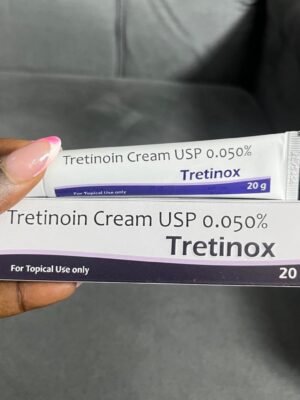 Tretinoin Cream USP 0.050%
Tretinox
For Topical Use only
20 g
Tretinoin Cream USP 0.050%
Tretinox
For Topical Use only
20